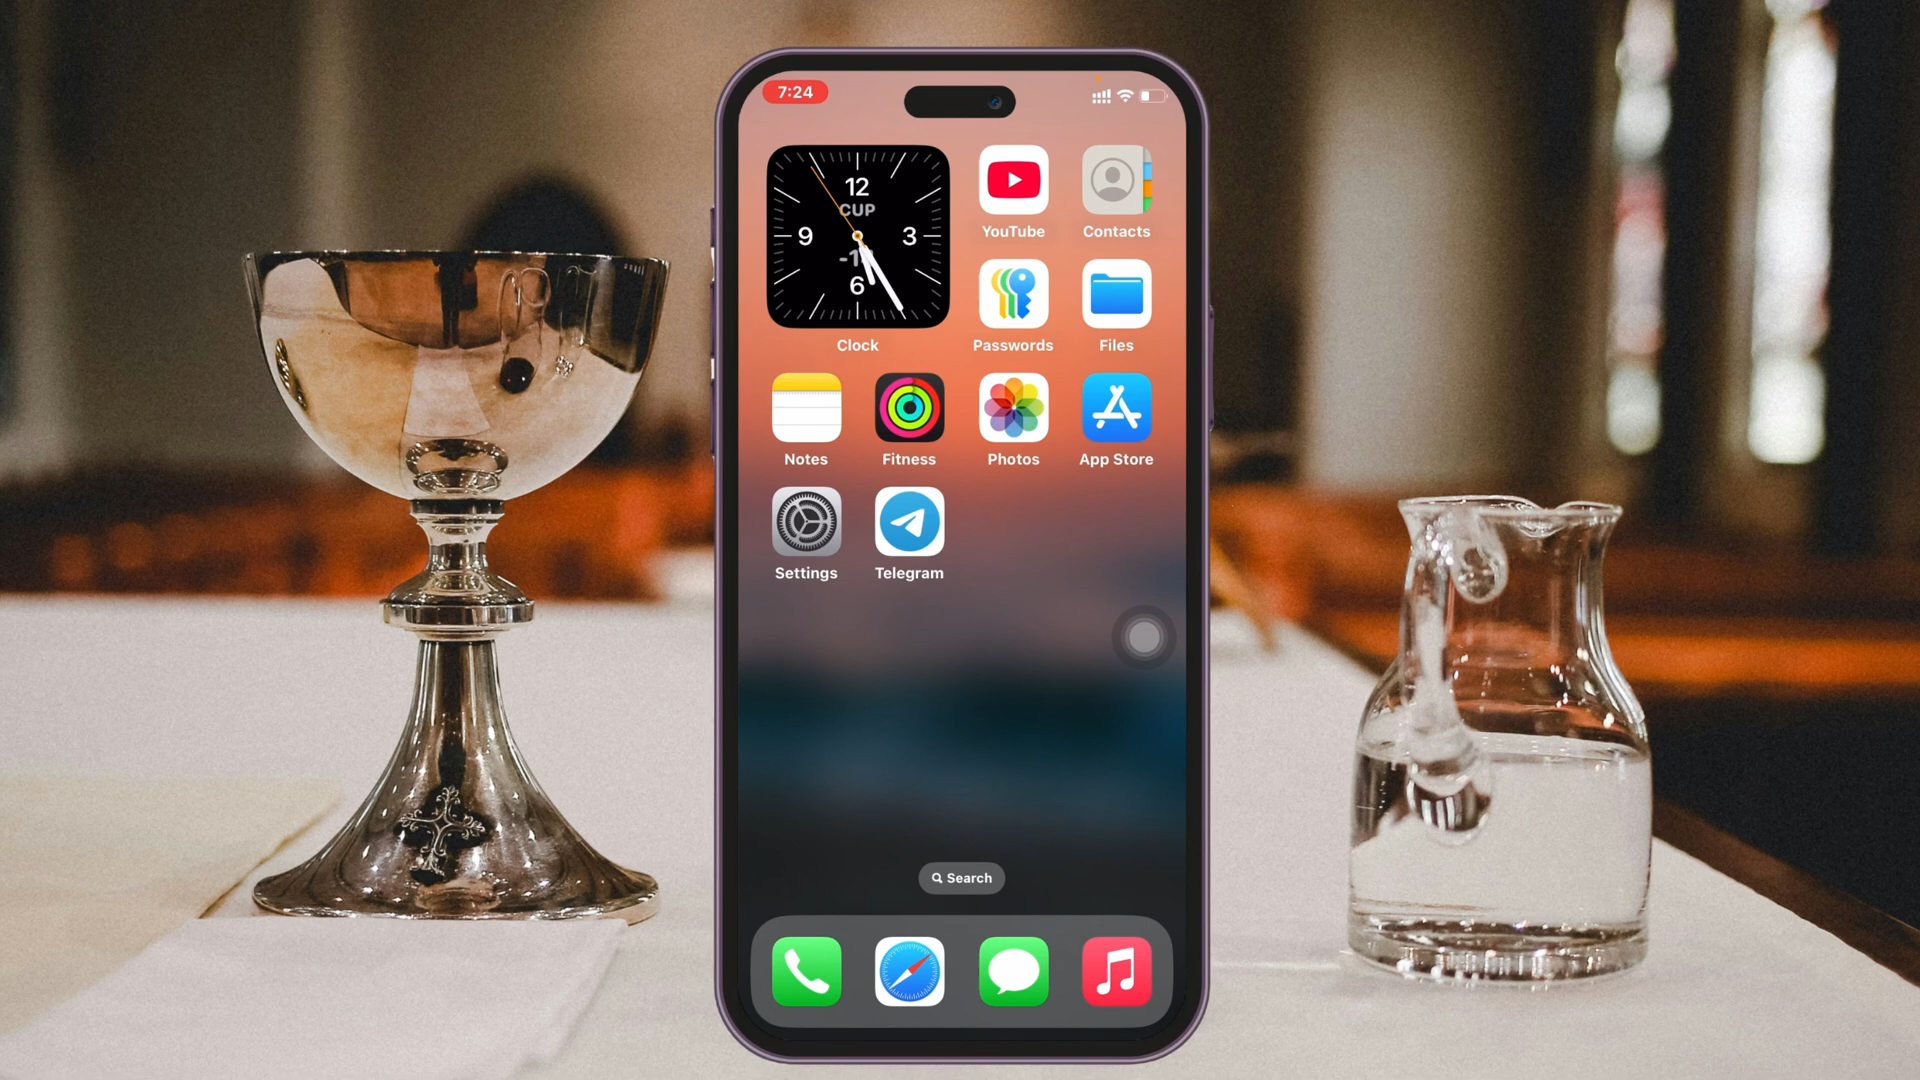 7:24
12
CUP
9
3
-1
6
Clock
YouTube
Contacts
Passwords
Files
Notes
Fitness
Photos
App Store
Settings
Telegram
Search